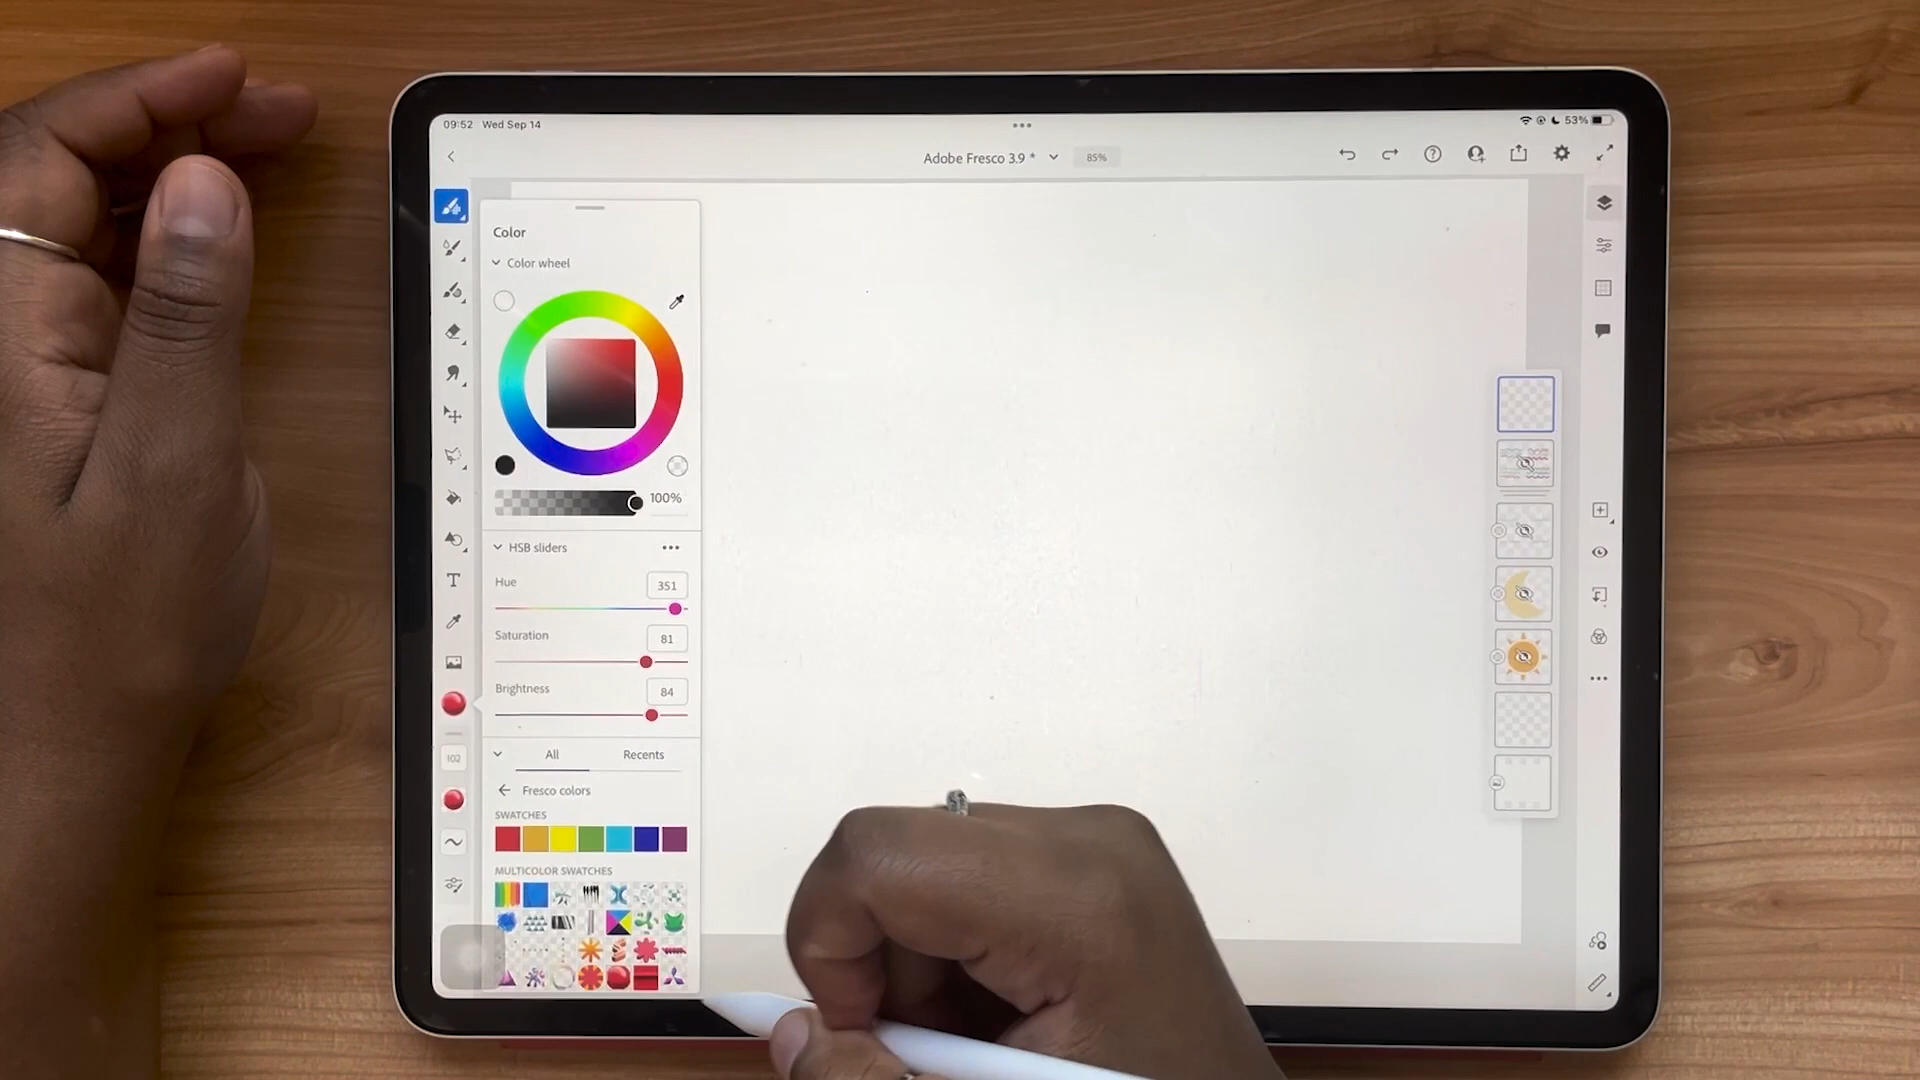 09:52 Wed Sep 14
53%
Adobe Fresco 3.9 *
85%
Color
Color wheel
100%
HSB sliders
Hue
351
Saturation
81
Brightness
84
All
Recents
Fresco colors
SWATCHES
MULTICOLOR SWATCHES
T
102